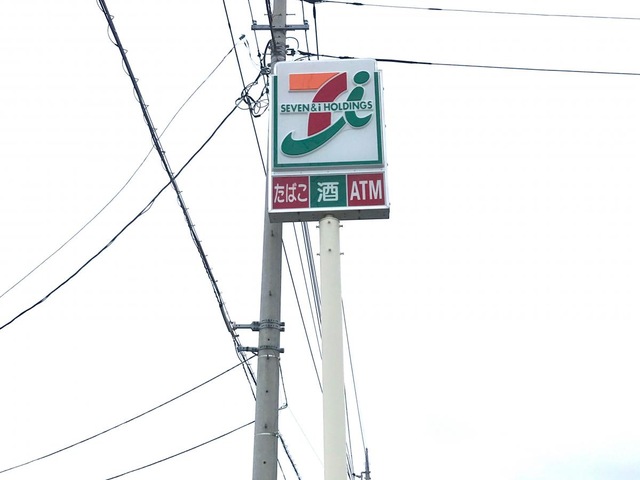 SEVEN & i HOLDINGS
たばこ 酒 ATM